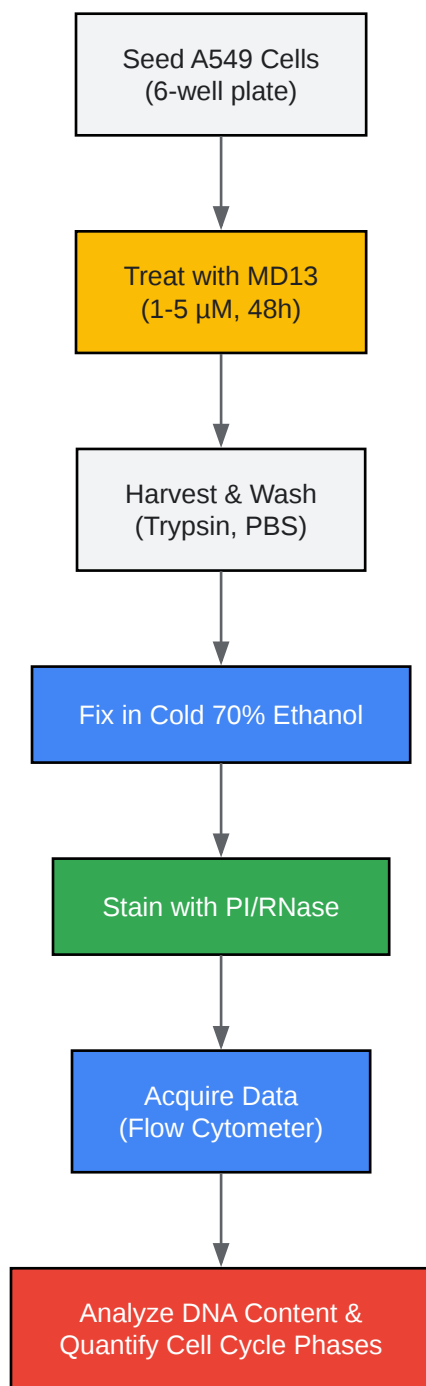 Seed A549 Cells
(6-well plate)
Treat with MD13
(1-5 µM, 48h)
Harvest & Wash
(Trypsin, PBS)
Fix in Cold 70% Ethanol
Stain with PI/RNase
Acquire Data
(Flow Cytometer)
Analyze DNA Content &
Quantify Cell Cycle Phases